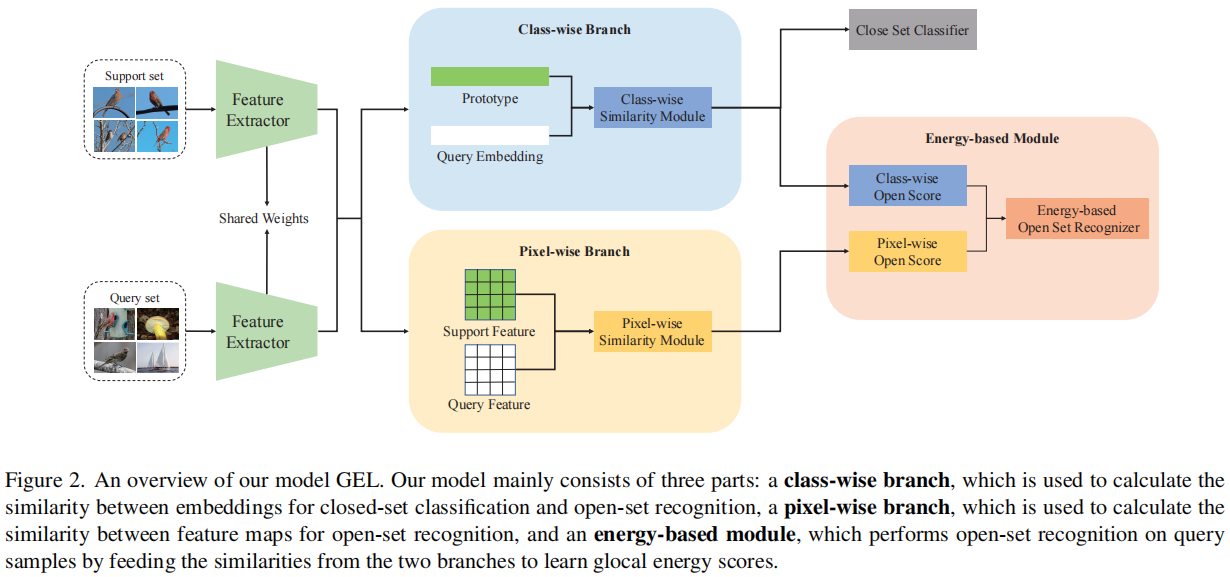 Support set
Feature
Extractor
Shared Weights
Query set
Feature
Extractor
Class-wise Branch
Prototype
Query Embedding
Class-wise
Similarity Module
Pixel-wise Branch
Support Feature
Query Feature
Pixel-wise
Similarity Module
Close Set Classifier
Energy-based Module
Class-wise
Open Score
Pixel-wise
Open Score
Energy-based
Open Set Recognizer
Figure 2. An overview of our model GEL. Our model mainly consists of three parts: a class-wise branch, which is used to calculate the
similarity between embeddings for closed-set classification and open-set recognition, a pixel-wise branch, which is used to calculate the
similarity between feature maps for open-set recognition, and an energy-based module, which performs open-set recognition on query
samples by feeding the similarities from the two branches to learn glocal energy scores.